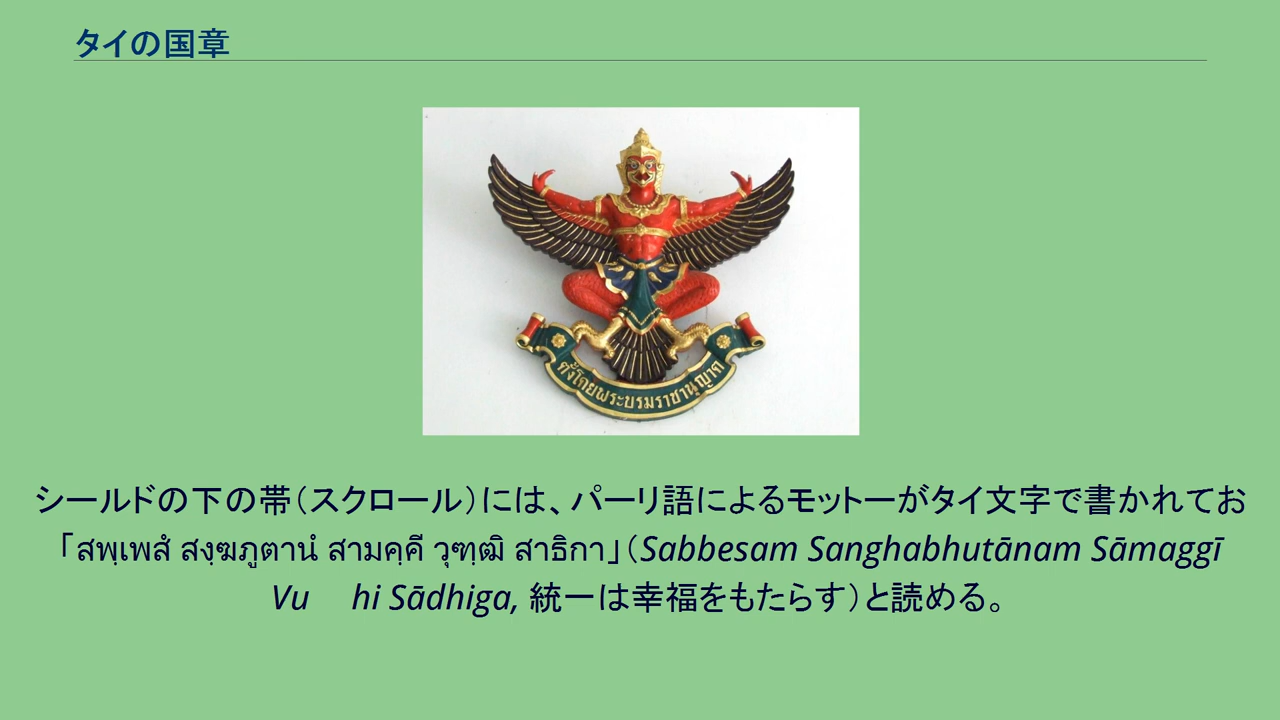 タイの国章
ตั้งโดยพระบรมราชานุญาต
シールドの下の帯（スクロール）には、パーリ語によるモットーがタイ文字で書かれてお
「สพฺเพสํ สงฺฆภูตานํ สามคฺคี วุฑฺฒิ สาธิกา」（Sabbesam Sanghabhutānam Sāmaggī
Vu hi Sādhiga, 統一は幸福をもたらす）と読める。